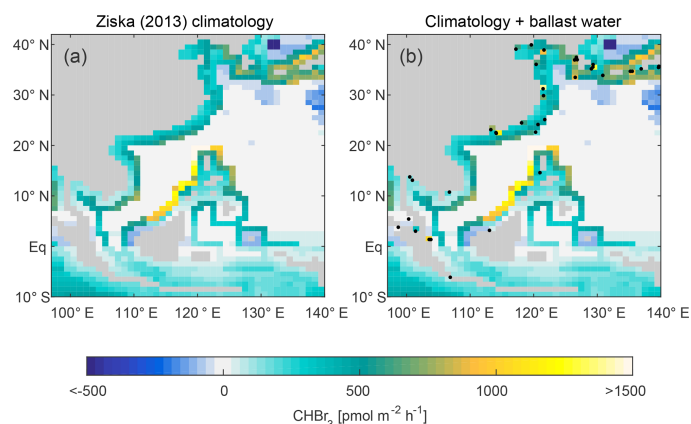 Ziska (2013) climatology
Climatology + ballast water
40° N
(a)
30° N
20° N
10° N
Eq
10° S
100° E
110° E
120° E
130° E
140° E
40° N
(b)
30° N
20° N
10° N
Eq
10° S
100° E
110° E
120° E
130° E
140° E
<-500
0
500
1000
>1500
CHBr₃ [pmol m⁻² h⁻¹]